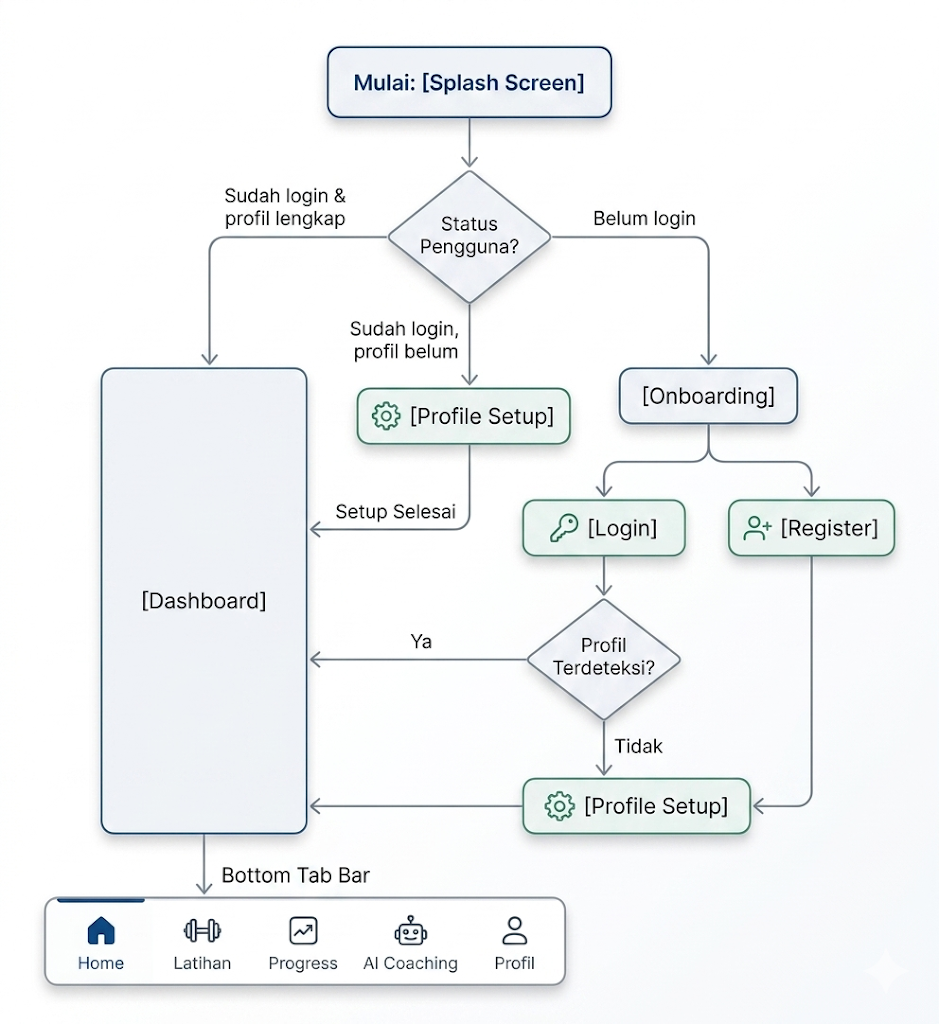 Mulai: [Splash Screen]
Status
Pengguna?
Sudah login &
profil lengkap
Belum login
Sudah login,
profil belum
[Profile Setup]
[Onboarding]
Setup Selesai
[Login]
[Register]
[Dashboard]
Ya
Profil
Terdeteksi?
Tidak
[Profile Setup]
Bottom Tab Bar
Home
Latihan
Progress
AI Coaching
Profil